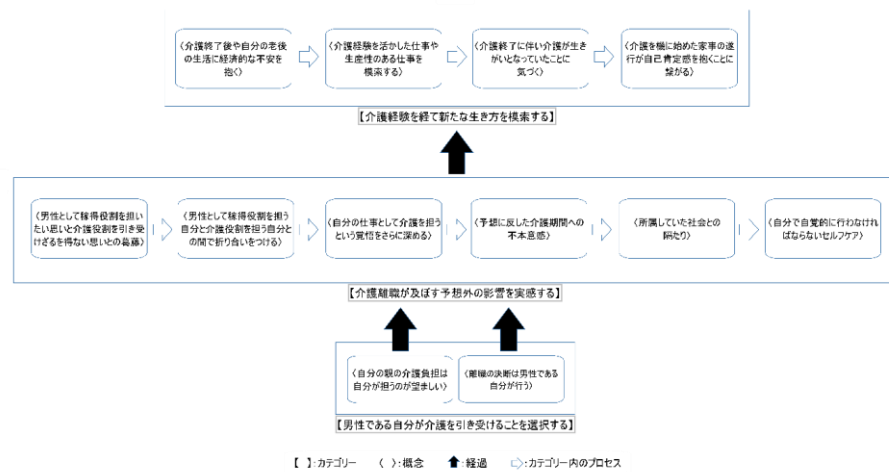 〈介護終了後や自分の老後
の生活に経済的な不安を
抱く〉
〈介護経験を活かした仕事や
生産性のある仕事を
模索する〉
〈介護終了に伴い介護が生き
がいとなっていたことに
気づく〉
〈介護を機に始めた家事の遂
行が自己肯定感を抱くことに
繋がる〉
【介護経験を経て新たな生き方を模索する】
〈男性として稼得役割を担い
たい思いと介護役割を引き受
けざるを得ない思いとの葛藤〉
〈男性として稼得役割を担う
自分と介護役割を担う自分と
の間で折り合いをつける〉
〈自分の仕事として介護を担う
という覚悟をさらに深める〉
〈予想に反した介護期間への
不本意感〉
〈所属していた社会との
隔たり〉
〈自分で自覚的に行わなけれ
ばならないセルフケア〉
【介護離職が及ぼす予想外の影響を実感する】
〈自分の親の介護負担は
自分が担うのが望ましい〉
〈離職の決断は男性である
自分が行う〉
【男性である自分が介護を引き受けることを選択する】
【 】:カテゴリー 〈 〉:概念 :経過 :カテゴリー内のプロセス